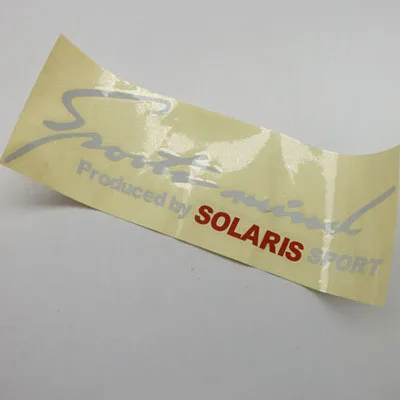 Sports mind
Produced by SOLARIS SPORT